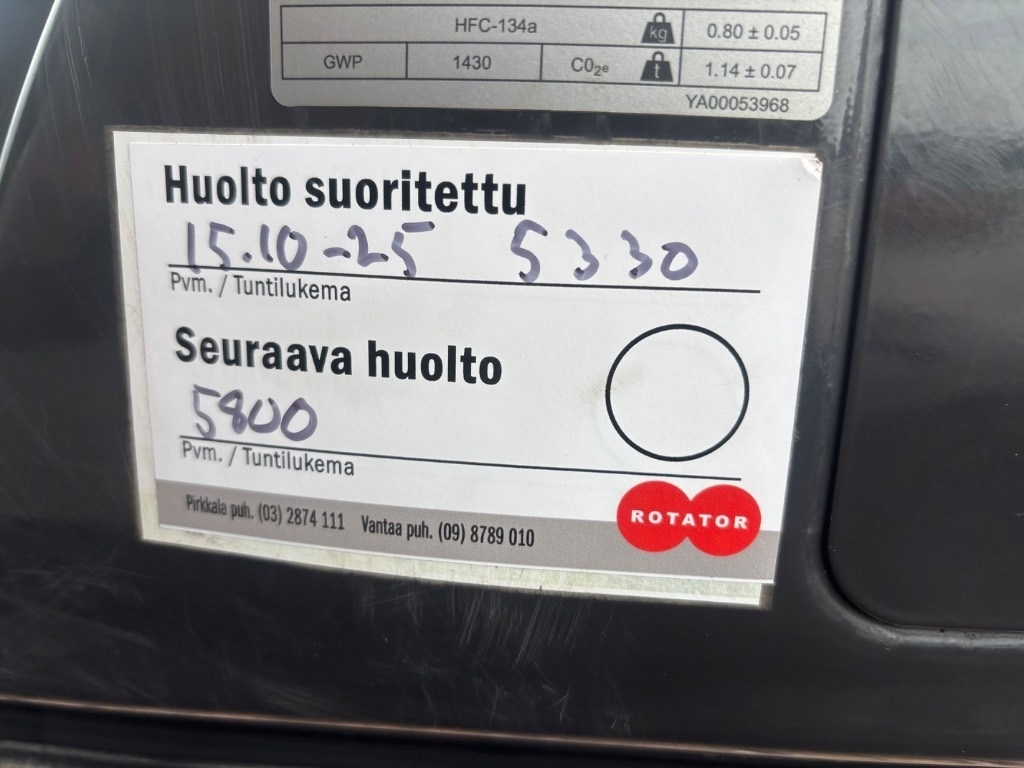 HFC-134a kg 0.80 ± 0.05
GWP 1430 CO₂e t 1.14 ± 0.07
YA00053968
Huolto suoritettu
15.10-25 5330
Pvm. / Tuntilukema
Seuraava huolto
5800
Pvm. / Tuntilukema
Pirkkala puh. (03) 2874 111 Vantaa puh. (09) 8789 010
ROTATOR